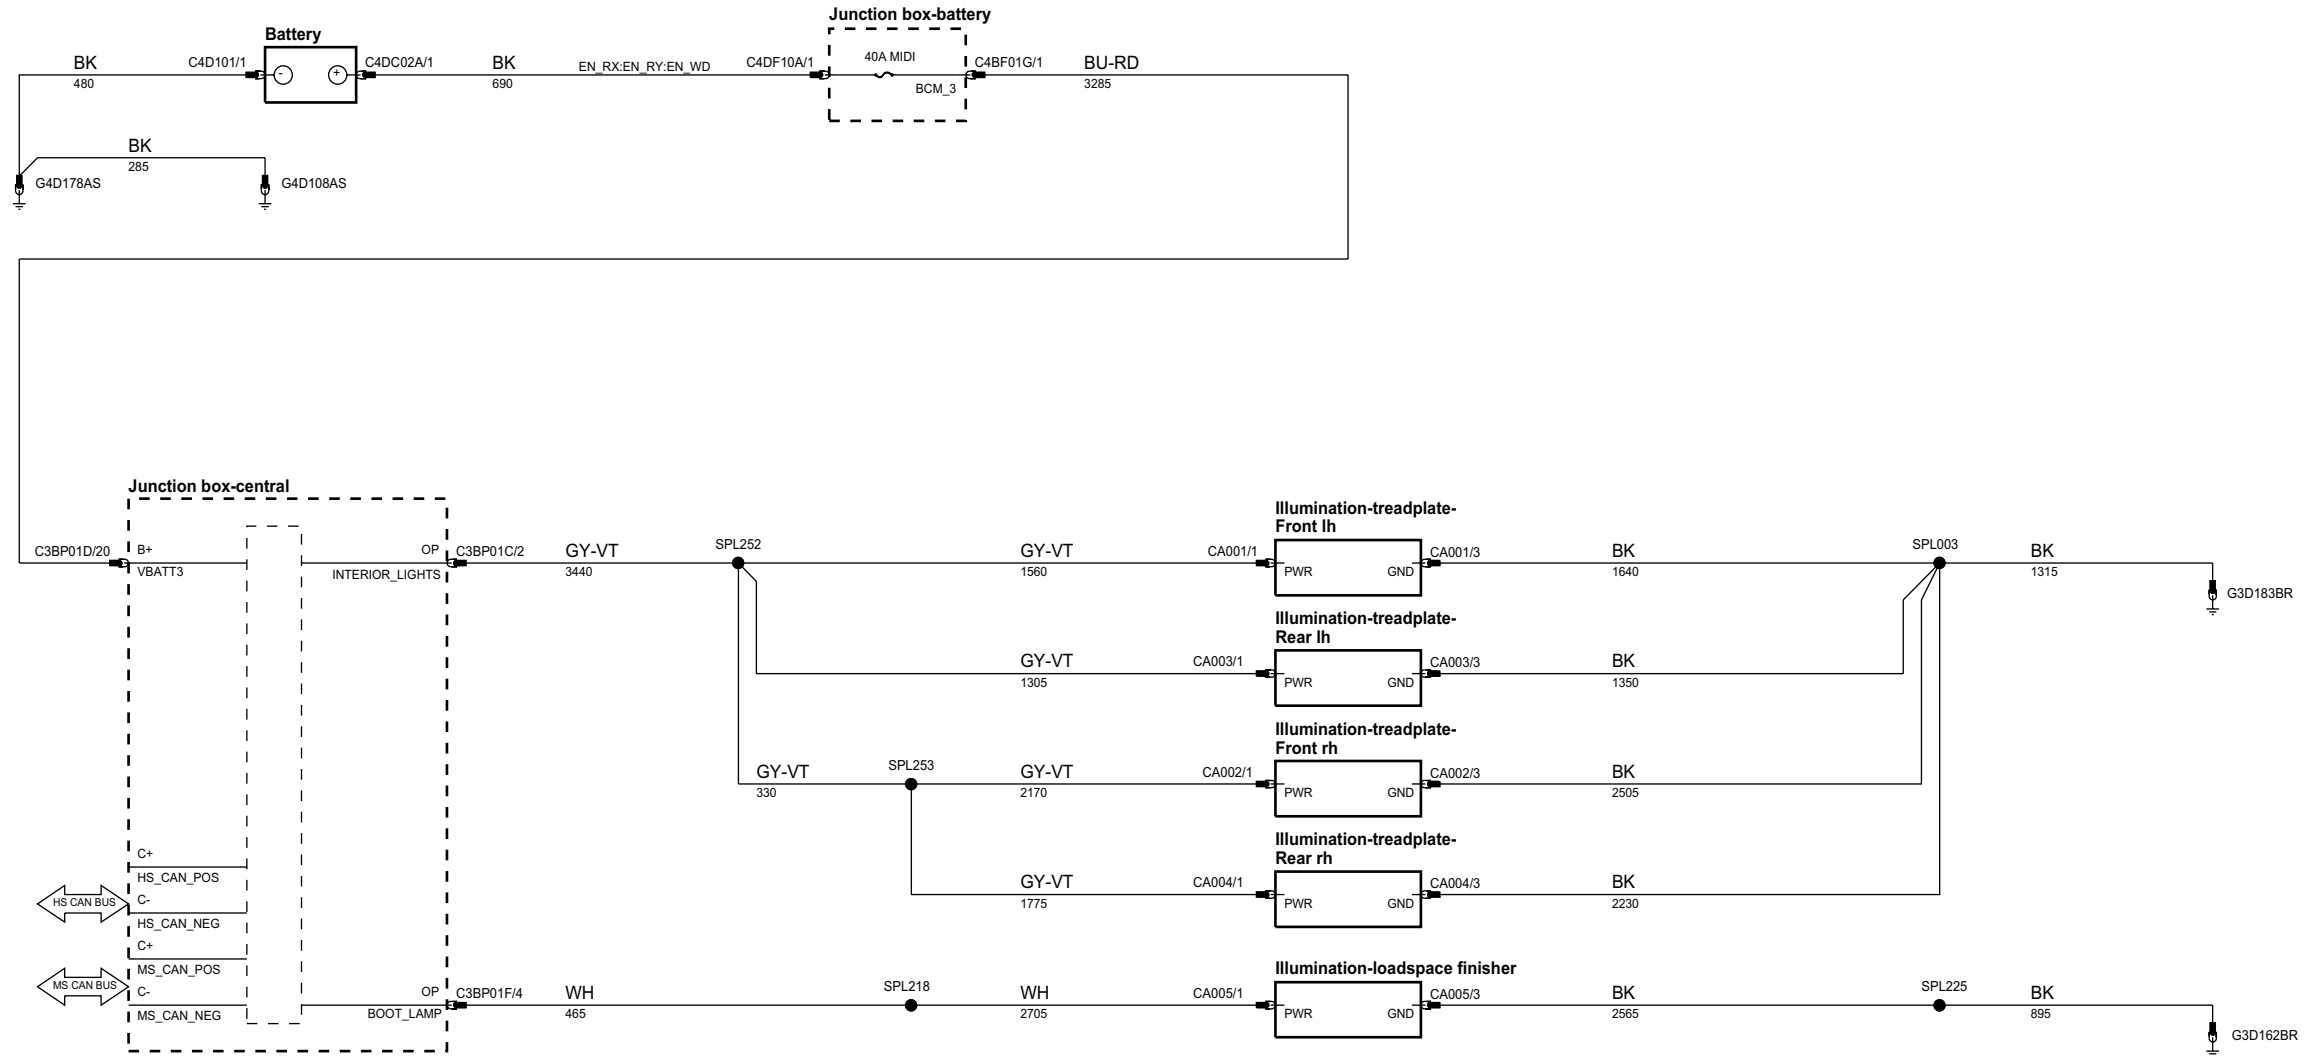 Junction box-battery
Battery
BK
480
C4D101/1
-
+
C4DC02A/1
BK
690
EN_RX:EN_RY:EN_WD
C4DF10A/1
40A MIDI
BCM_3
C4BF01G/1
BU-RD
3285
BK
285
G4D178AS
G4D108AS
Junction box-central
C3BP01D/20
B+
VBATT3
OP
INTERIOR_LIGHTS
C3BP01C/2
GY-VT
3440
SPL252
GY-VT
1560
CA001/1
Illumination-treadplate-
Front lh
PWR
GND
CA001/3
BK
1640
SPL003
BK
1315
G3D183BR
GY-VT
1305
CA003/1
Illumination-treadplate-
Rear lh
PWR
GND
CA003/3
BK
1350
GY-VT
330
SPL253
GY-VT
2170
CA002/1
Illumination-treadplate-
Front rh
PWR
GND
CA002/3
BK
2505
GY-VT
1775
CA004/1
Illumination-treadplate-
Rear rh
PWR
GND
CA004/3
BK
2230
C+
HS_CAN_POS
HS CAN BUS
C-
HS_CAN_NEG
C+
MS_CAN_POS
MS CAN BUS
C-
MS_CAN_NEG
OP
BOOT_LAMP
C3BP01F/4
WH
465
SPL218
WH
2705
CA005/1
Illumination-loadspace finisher
PWR
GND
CA005/3
BK
2565
SPL225
BK
895
G3D162BR